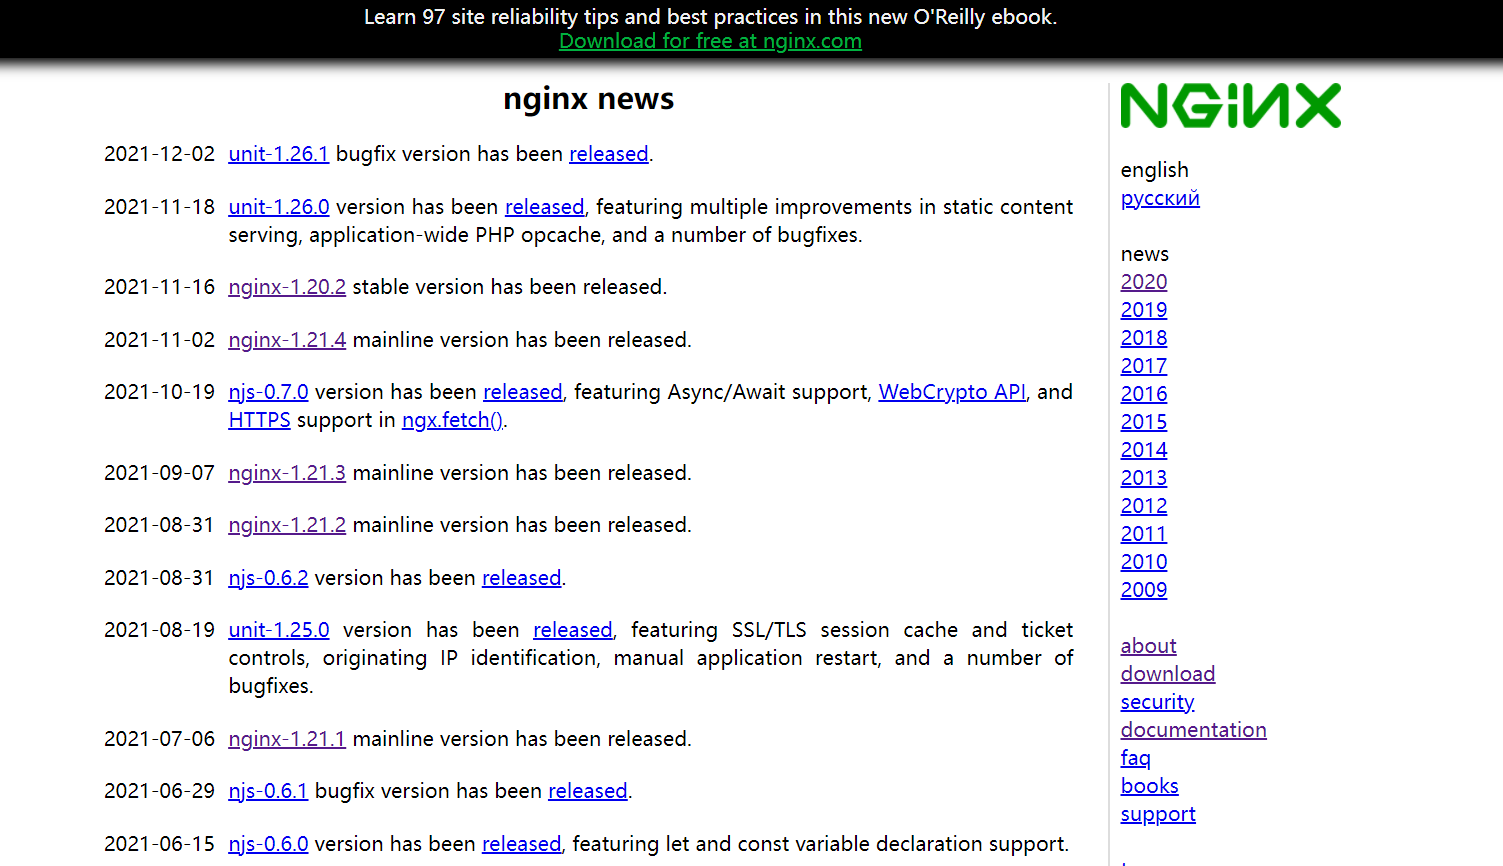 Learn 97 site reliability tips and best practices in this new O'Reilly ebook.
Download for free at nginx.com
nginx news
2021-12-02 unit-1.26.1 bugfix version has been released.
2021-11-18 unit-1.26.0 version has been released, featuring multiple improvements in static content
serving, application-wide PHP opcache, and a number of bugfixes.
2021-11-16 nginx-1.20.2 stable version has been released.
2021-11-02 nginx-1.21.4 mainline version has been released.
2021-10-19 njs-0.7.0 version has been released, featuring Async/Await support, WebCrypto API, and
HTTPS support in ngx.fetch().
2021-09-07 nginx-1.21.3 mainline version has been released.
2021-08-31 nginx-1.21.2 mainline version has been released.
2021-08-31 njs-0.6.2 version has been released.
2021-08-19 unit-1.25.0 version has been released, featuring SSL/TLS session cache and ticket
controls, originating IP identification, manual application restart, and a number of
bugfixes.
2021-07-06 nginx-1.21.1 mainline version has been released.
2021-06-29 njs-0.6.1 bugfix version has been released.
2021-06-15 njs-0.6.0 version has been released, featuring let and const variable declaration support.
NGiNX
english
русский
news
2020
2019
2018
2017
2016
2015
2014
2013
2012
2011
2010
2009
about
download
security
documentation
faq
books
support